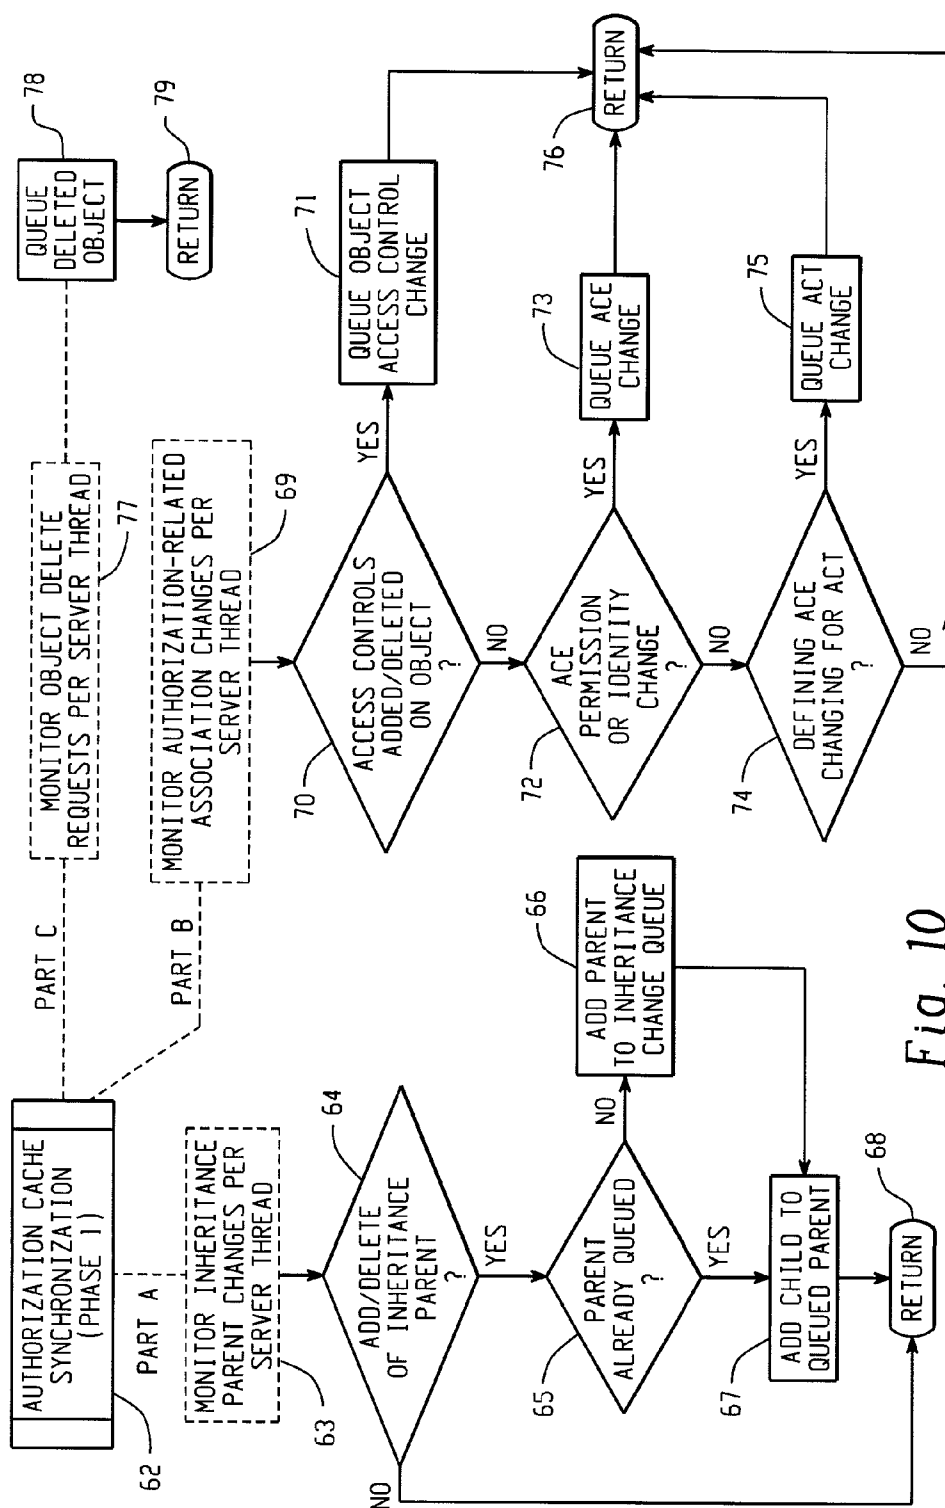 AUTHORIZATION CACHE
SYNCHRONIZATION
(PHASE 1)
62
PART A
MONITOR INHERITANCE
PARENT CHANGES PER
SERVER THREAD
63
ADD/DELETE
OF INHERITANCE
PARENT
?
64
NO
YES
PARENT
ALREADY QUEUED
?
65
NO
YES
ADD PARENT
TO INHERITANCE
CHANGE QUEUE
66
ADD CHILD TO
QUEUED PARENT
67
RETURN
68
PART B
MONITOR AUTHORIZATION-RELATED
ASSOCIATION CHANGES PER
SERVER THREAD
69
ACCESS CONTROLS
ADDED/DELETED
ON OBJECT
?
70
YES
NO
QUEUE OBJECT
ACCESS CONTROL
CHANGE
71
ACE
PERMISSION
OR IDENTITY
CHANGE
?
72
YES
NO
QUEUE ACE
CHANGE
73
DEFINING ACE
CHANGING FOR ACT
?
74
YES
NO
QUEUE ACT
CHANGE
75
RETURN
76
PART C
MONITOR OBJECT DELETE
REQUESTS PER SERVER THREAD
77
QUEUE
DELETED
OBJECT
78
RETURN
79
Fig. 10